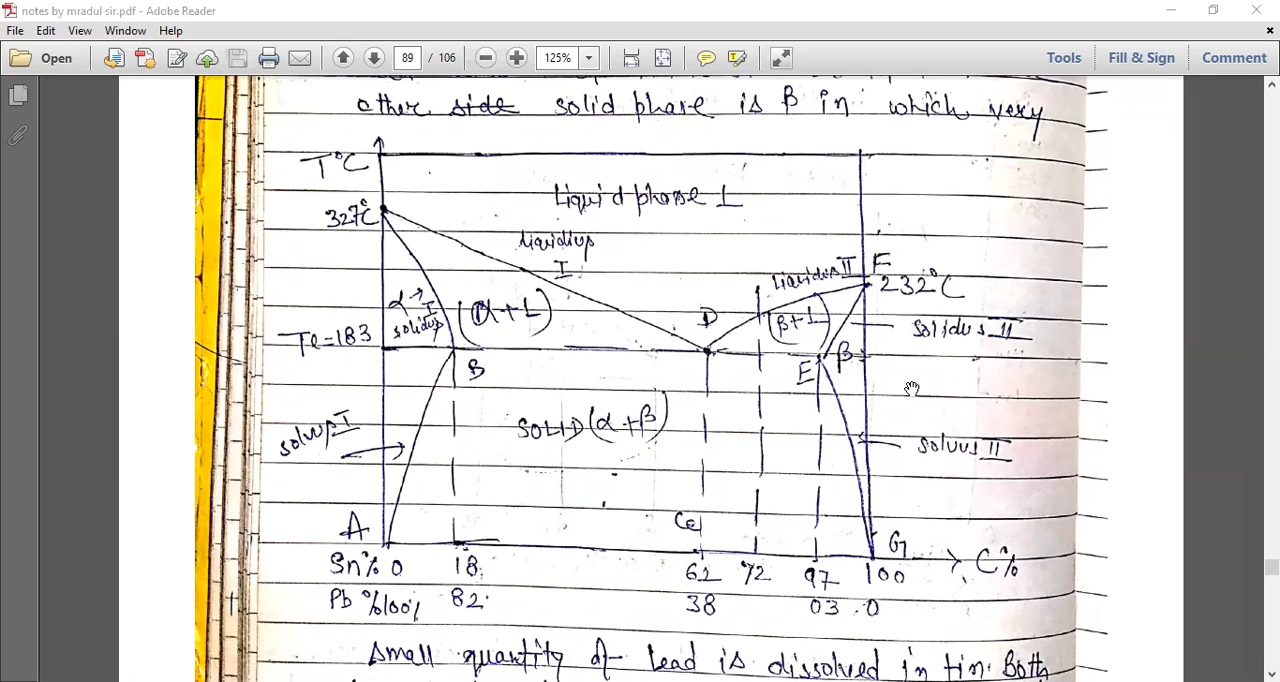 notes by mradul sir.pdf - Adobe Reader
File Edit View Window Help
Open 89 / 106 125% Tools Fill & Sign Comment
other side solid phase is β in which very
T°C
Liquid phase L
327°C
liquidius I
liquidus II F
232°C
α → I solidus
(α+L)
D
(β+L)
solidus II
Te=183
B
E
β
solvus I
SOLID(α+β)
solvus II
A
Ce
G
C%
Sn% 0 18 62 72 97 100
Pb%100% 82 38 03 0
Small quantity of lead is dissolved in tin. Both